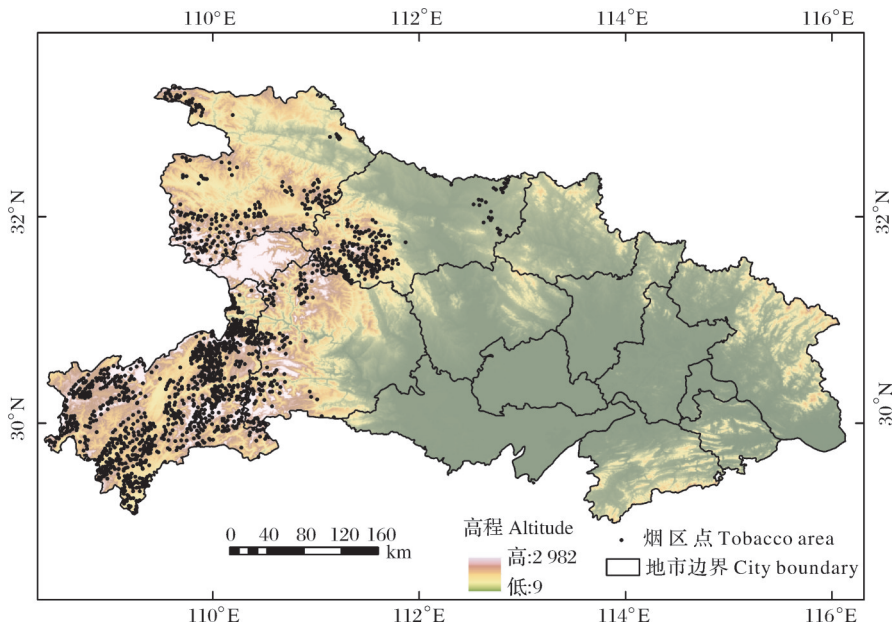 110°E 112°E 114°E 116°E
32°N 32°N
30°N 30°N
高程 Altitude
高:2 982
低:9
烟区点 Tobacco area
地市边界 City boundary
0 40 80 120 160
km
110°E 112°E 114°E 116°E